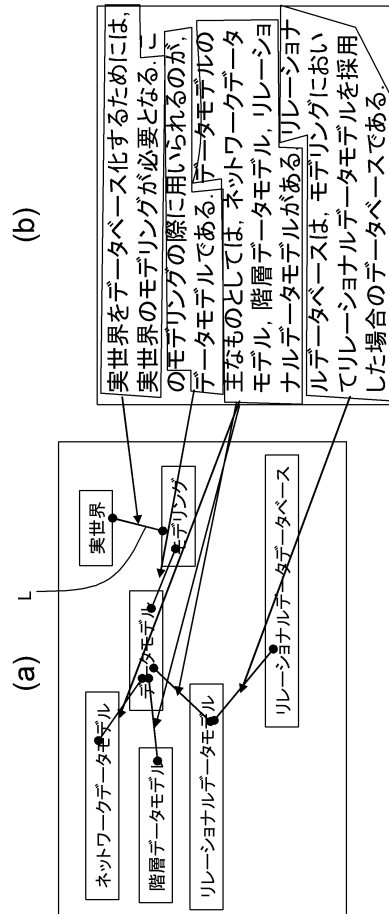 (a)
L
ネットワークデータモデル
データモデル
実世界
階層データモデル
モデリング
リレーショナルデータモデル
リレーショナルデータデータベース
(b)
実世界をデータベース化するためには,
実世界のモデリングが必要となる. こ
のモデリングの際に用いられるのが,
データモデルである. データモデルの
主なものとしては, ネットワークデータ
モデル, 階層データモデル, リレーショ
ナルデータモデルがある. リレーショナ
ルデータベースは, モデリングにおい
てリレーショナルデータモデルを採用
した場合のデータベースである.